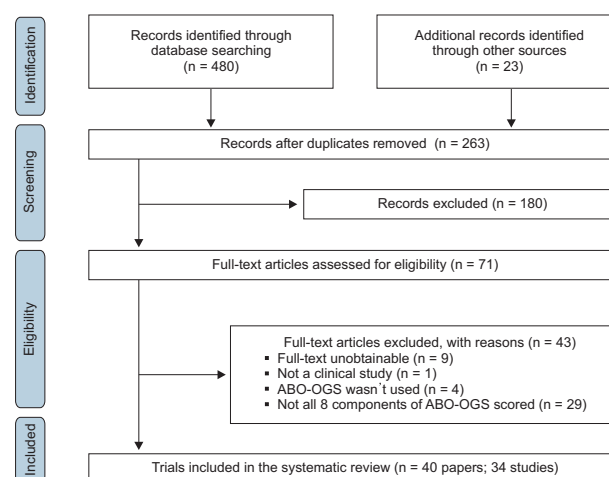 Identification
Records identified through
database searching
(n = 480)
Additional records identified
through other sources
(n = 23)
Screening
Records after duplicates removed (n = 263)
Records excluded (n = 180)
Eligibility
Full-text articles assessed for eligibility (n = 71)
Full-text articles excluded, with reasons (n = 43)
▪ Full-text unobtainable (n = 9)
▪ Not a clinical study (n = 1)
▪ ABO-OGS wasn't used (n = 4)
▪ Not all 8 components of ABO-OGS scored (n = 29)
Included
Trials included in the systematic review (n = 40 papers; 34 studies)